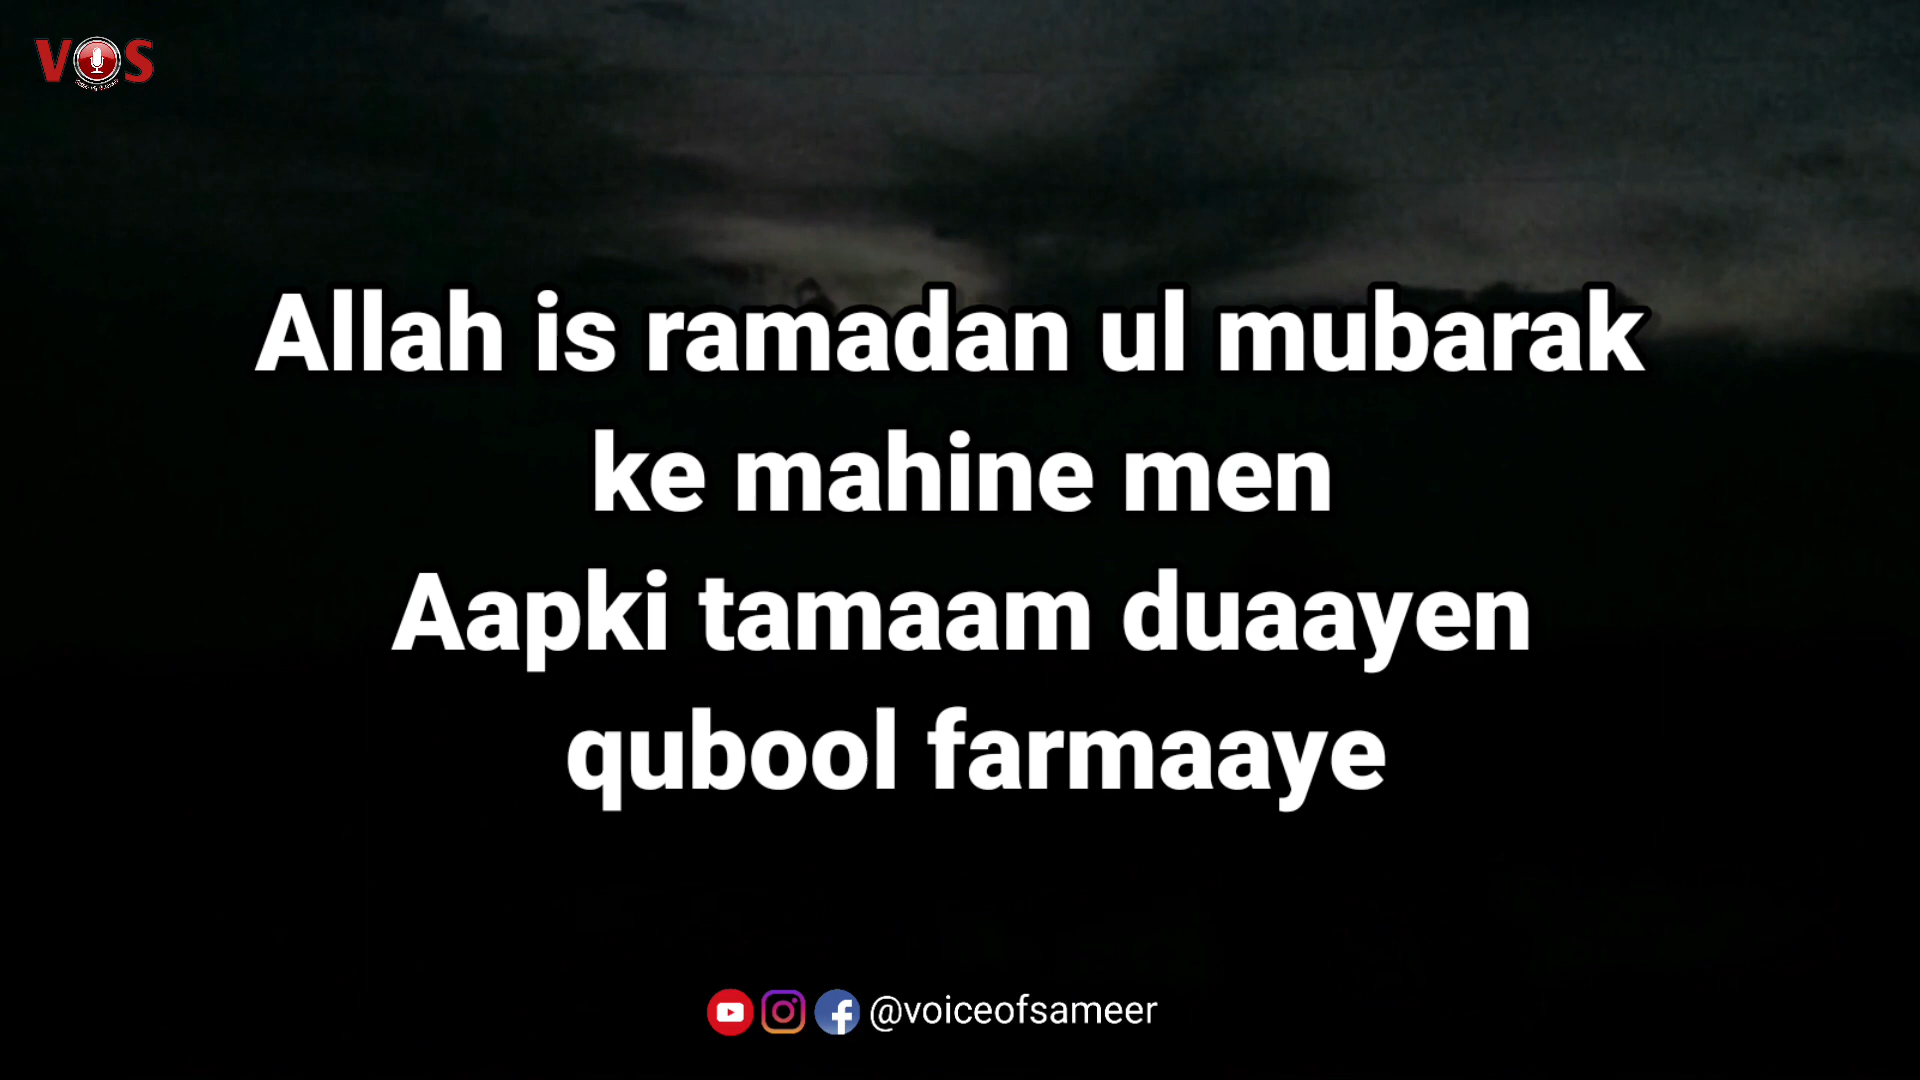 VOS
Allah is ramadan ul mubarak
ke mahine men
Aapki tamaam duaayen
qubool farmaaye
@voiceofsameer